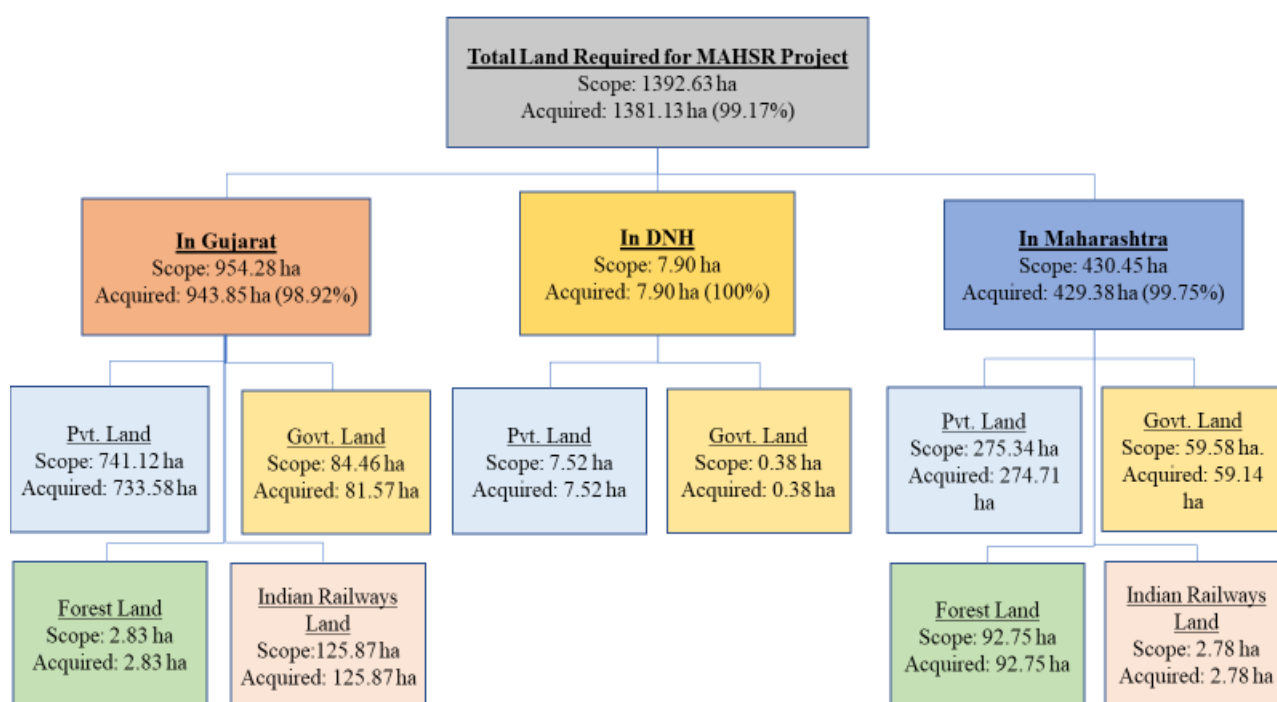 Total Land Required for MAHSR Project
Scope: 1392.63 ha
Acquired: 1381.13 ha (99.17%)
In Gujarat
Scope: 954.28 ha
Acquired: 943.85 ha (98.92%)
In DNH
Scope: 7.90 ha
Acquired: 7.90 ha (100%)
In Maharashtra
Scope: 430.45 ha
Acquired: 429.38 ha (99.75%)
Pvt. Land
Scope: 741.12 ha
Acquired: 733.58 ha
Govt. Land
Scope: 84.46 ha
Acquired: 81.57 ha
Pvt. Land
Scope: 7.52 ha
Acquired: 7.52 ha
Govt. Land
Scope: 0.38 ha
Acquired: 0.38 ha
Pvt. Land
Scope: 275.34 ha
Acquired: 274.71
ha
Govt. Land
Scope: 59.58 ha.
Acquired: 59.14
ha
Forest Land
Scope: 2.83 ha
Acquired: 2.83 ha
Indian Railways
Land
Scope:125.87 ha
Acquired: 125.87 ha
Forest Land
Scope: 92.75 ha
Acquired: 92.75 ha
Indian Railways
Land
Scope: 2.78 ha
Acquired: 2.78 ha